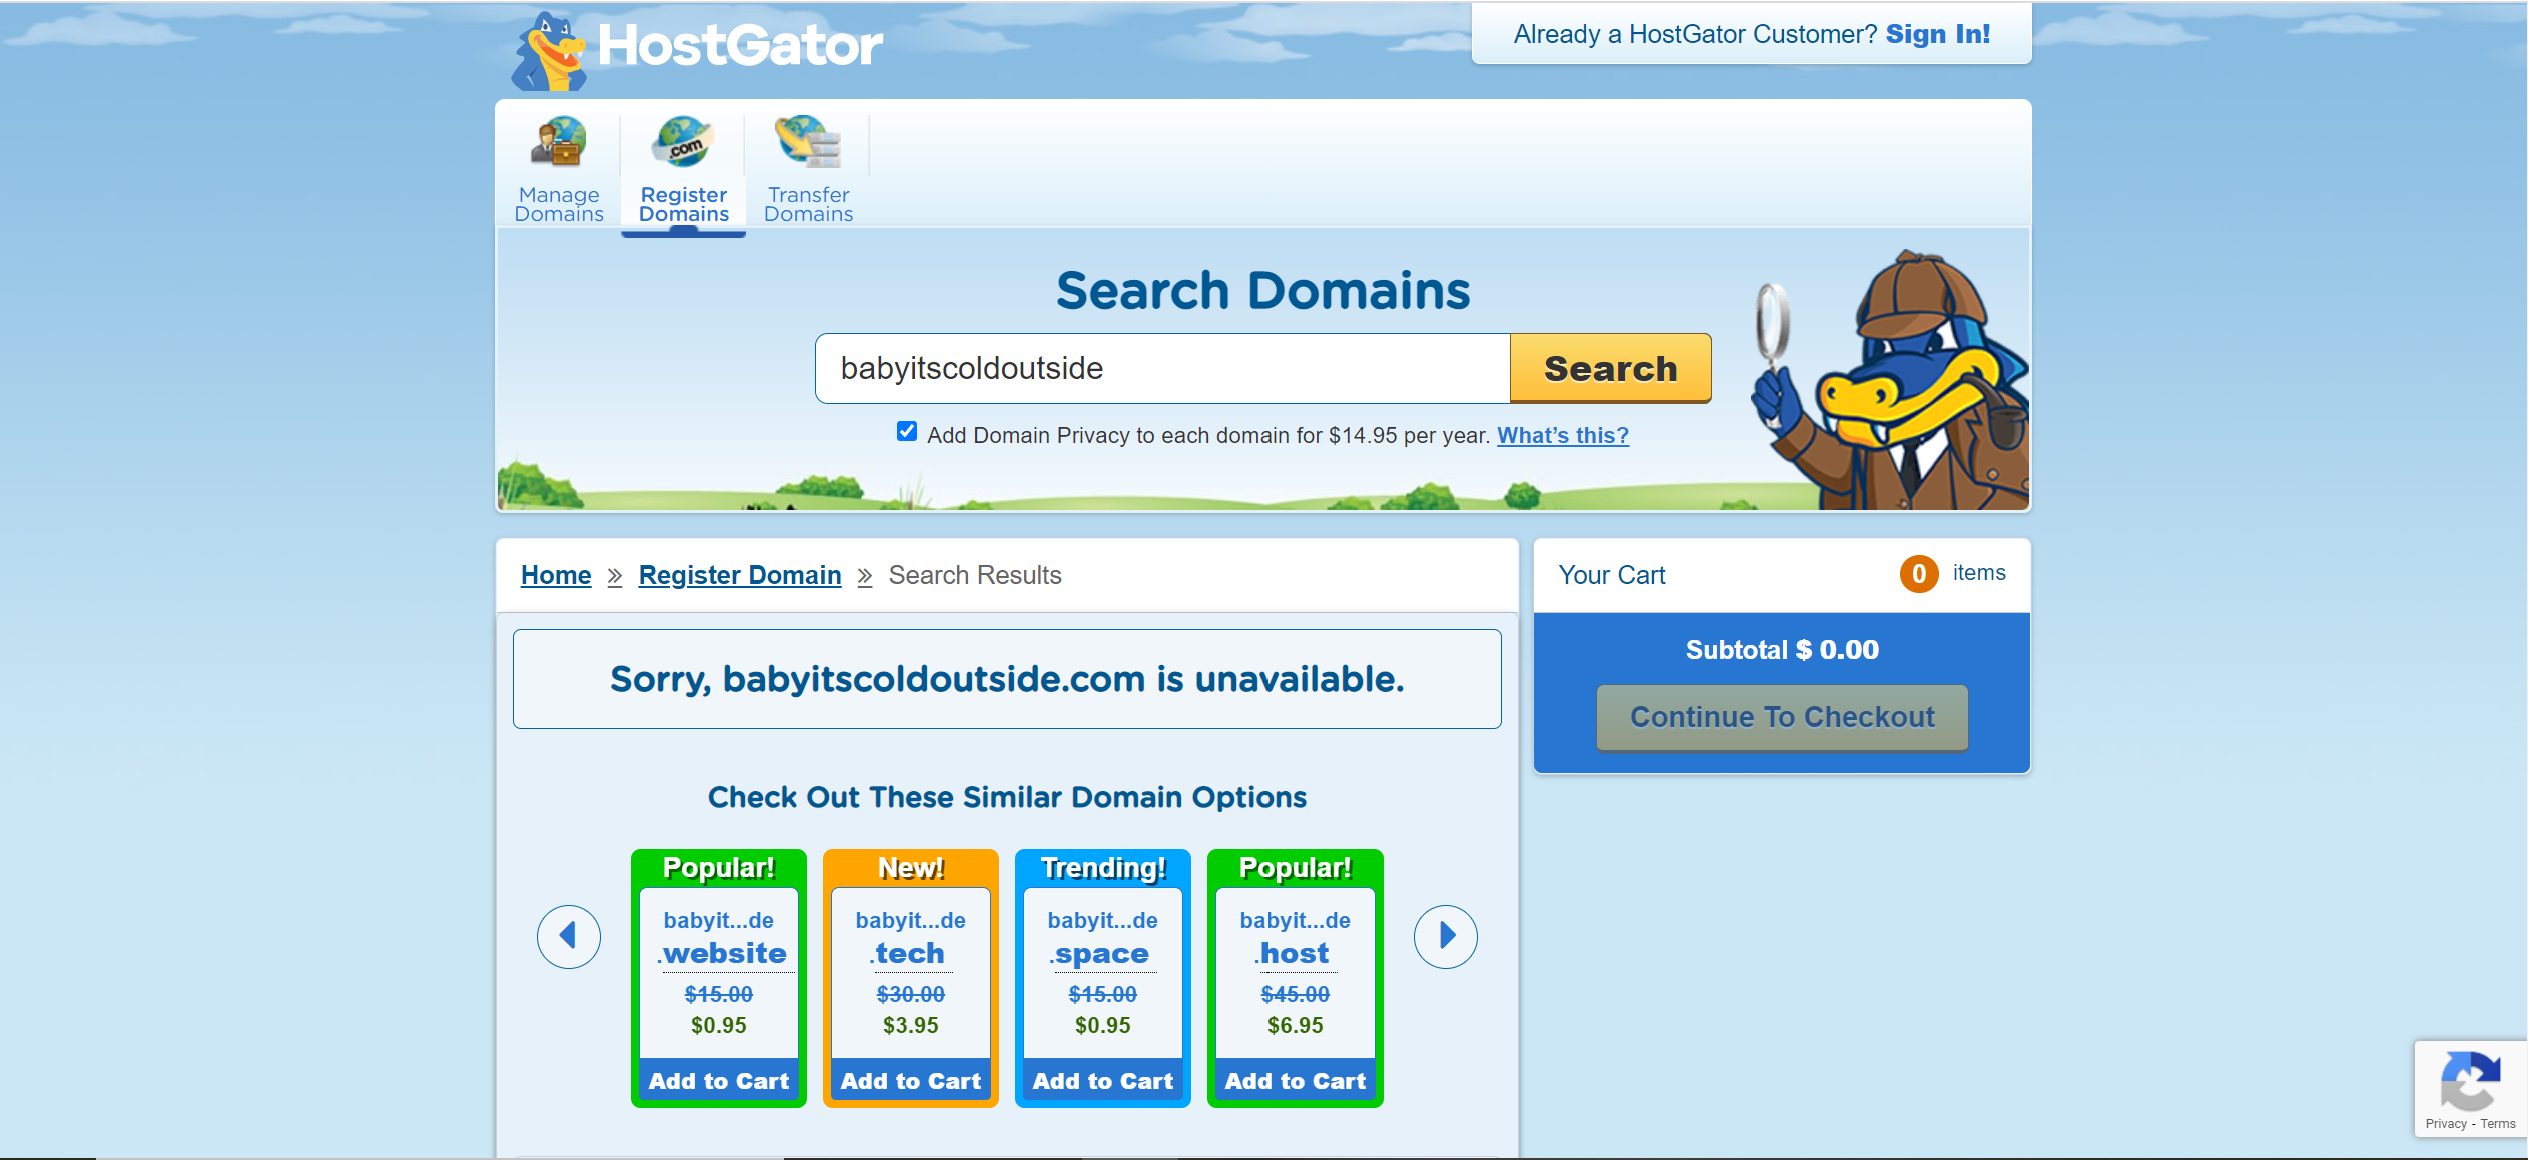 HostGator
Already a HostGator Customer? Sign In!
Manage Domains
.com
Register Domains
Transfer Domains
Search Domains
babyitscoldoutside
Search
Add Domain Privacy to each domain for $14.95 per year. What's this?
Home » Register Domain » Search Results
Your Cart 0 items
Sorry, babyitscoldoutside.com is unavailable.
Subtotal $ 0.00
Continue To Checkout
Check Out These Similar Domain Options
Popular!
babyit...de
.website
$15.00
$0.95
Add to Cart
New!
babyit...de
.tech
$30.00
$3.95
Add to Cart
Trending!
babyit...de
.space
$15.00
$0.95
Add to Cart
Popular!
babyit...de
.host
$45.00
$6.95
Add to Cart
Privacy - Terms